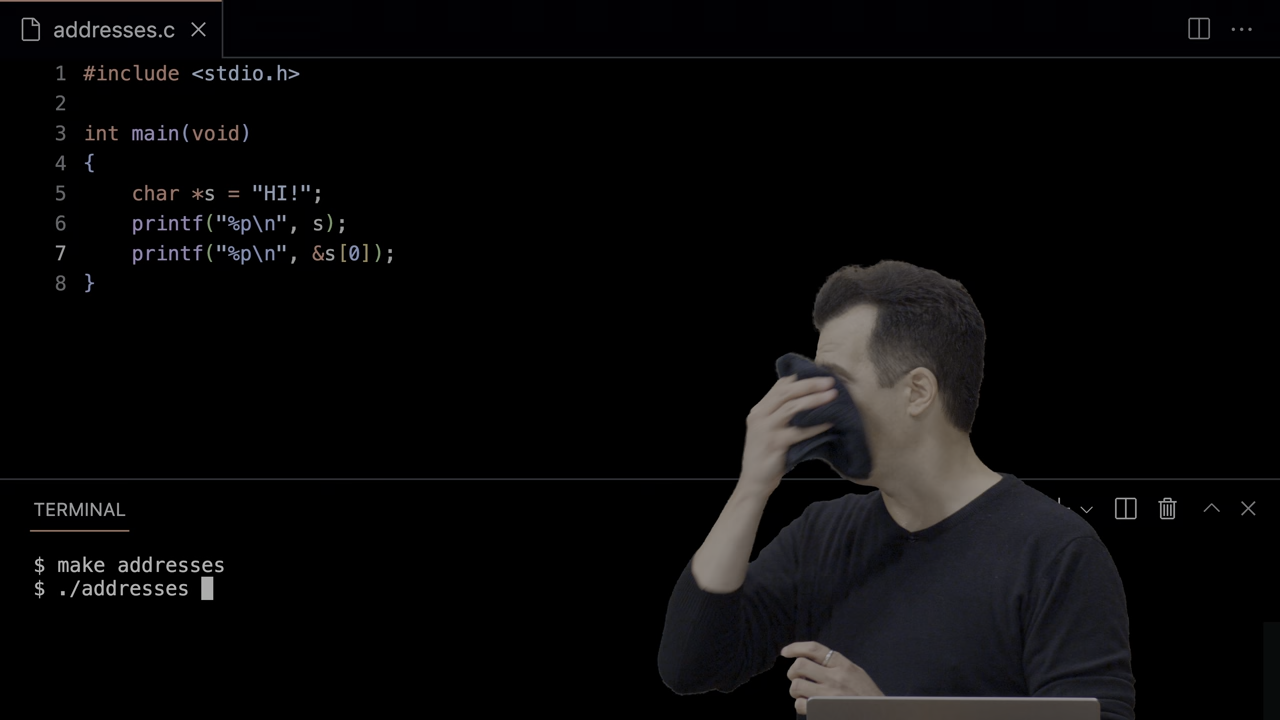 addresses.c
1 #include <stdio.h>
2
3 int main(void)
4 {
5     char *s = "HI!";
6     printf("%p\n", s);
7     printf("%p\n", &s[0]);
8 }
TERMINAL
$ make addresses
$ ./addresses